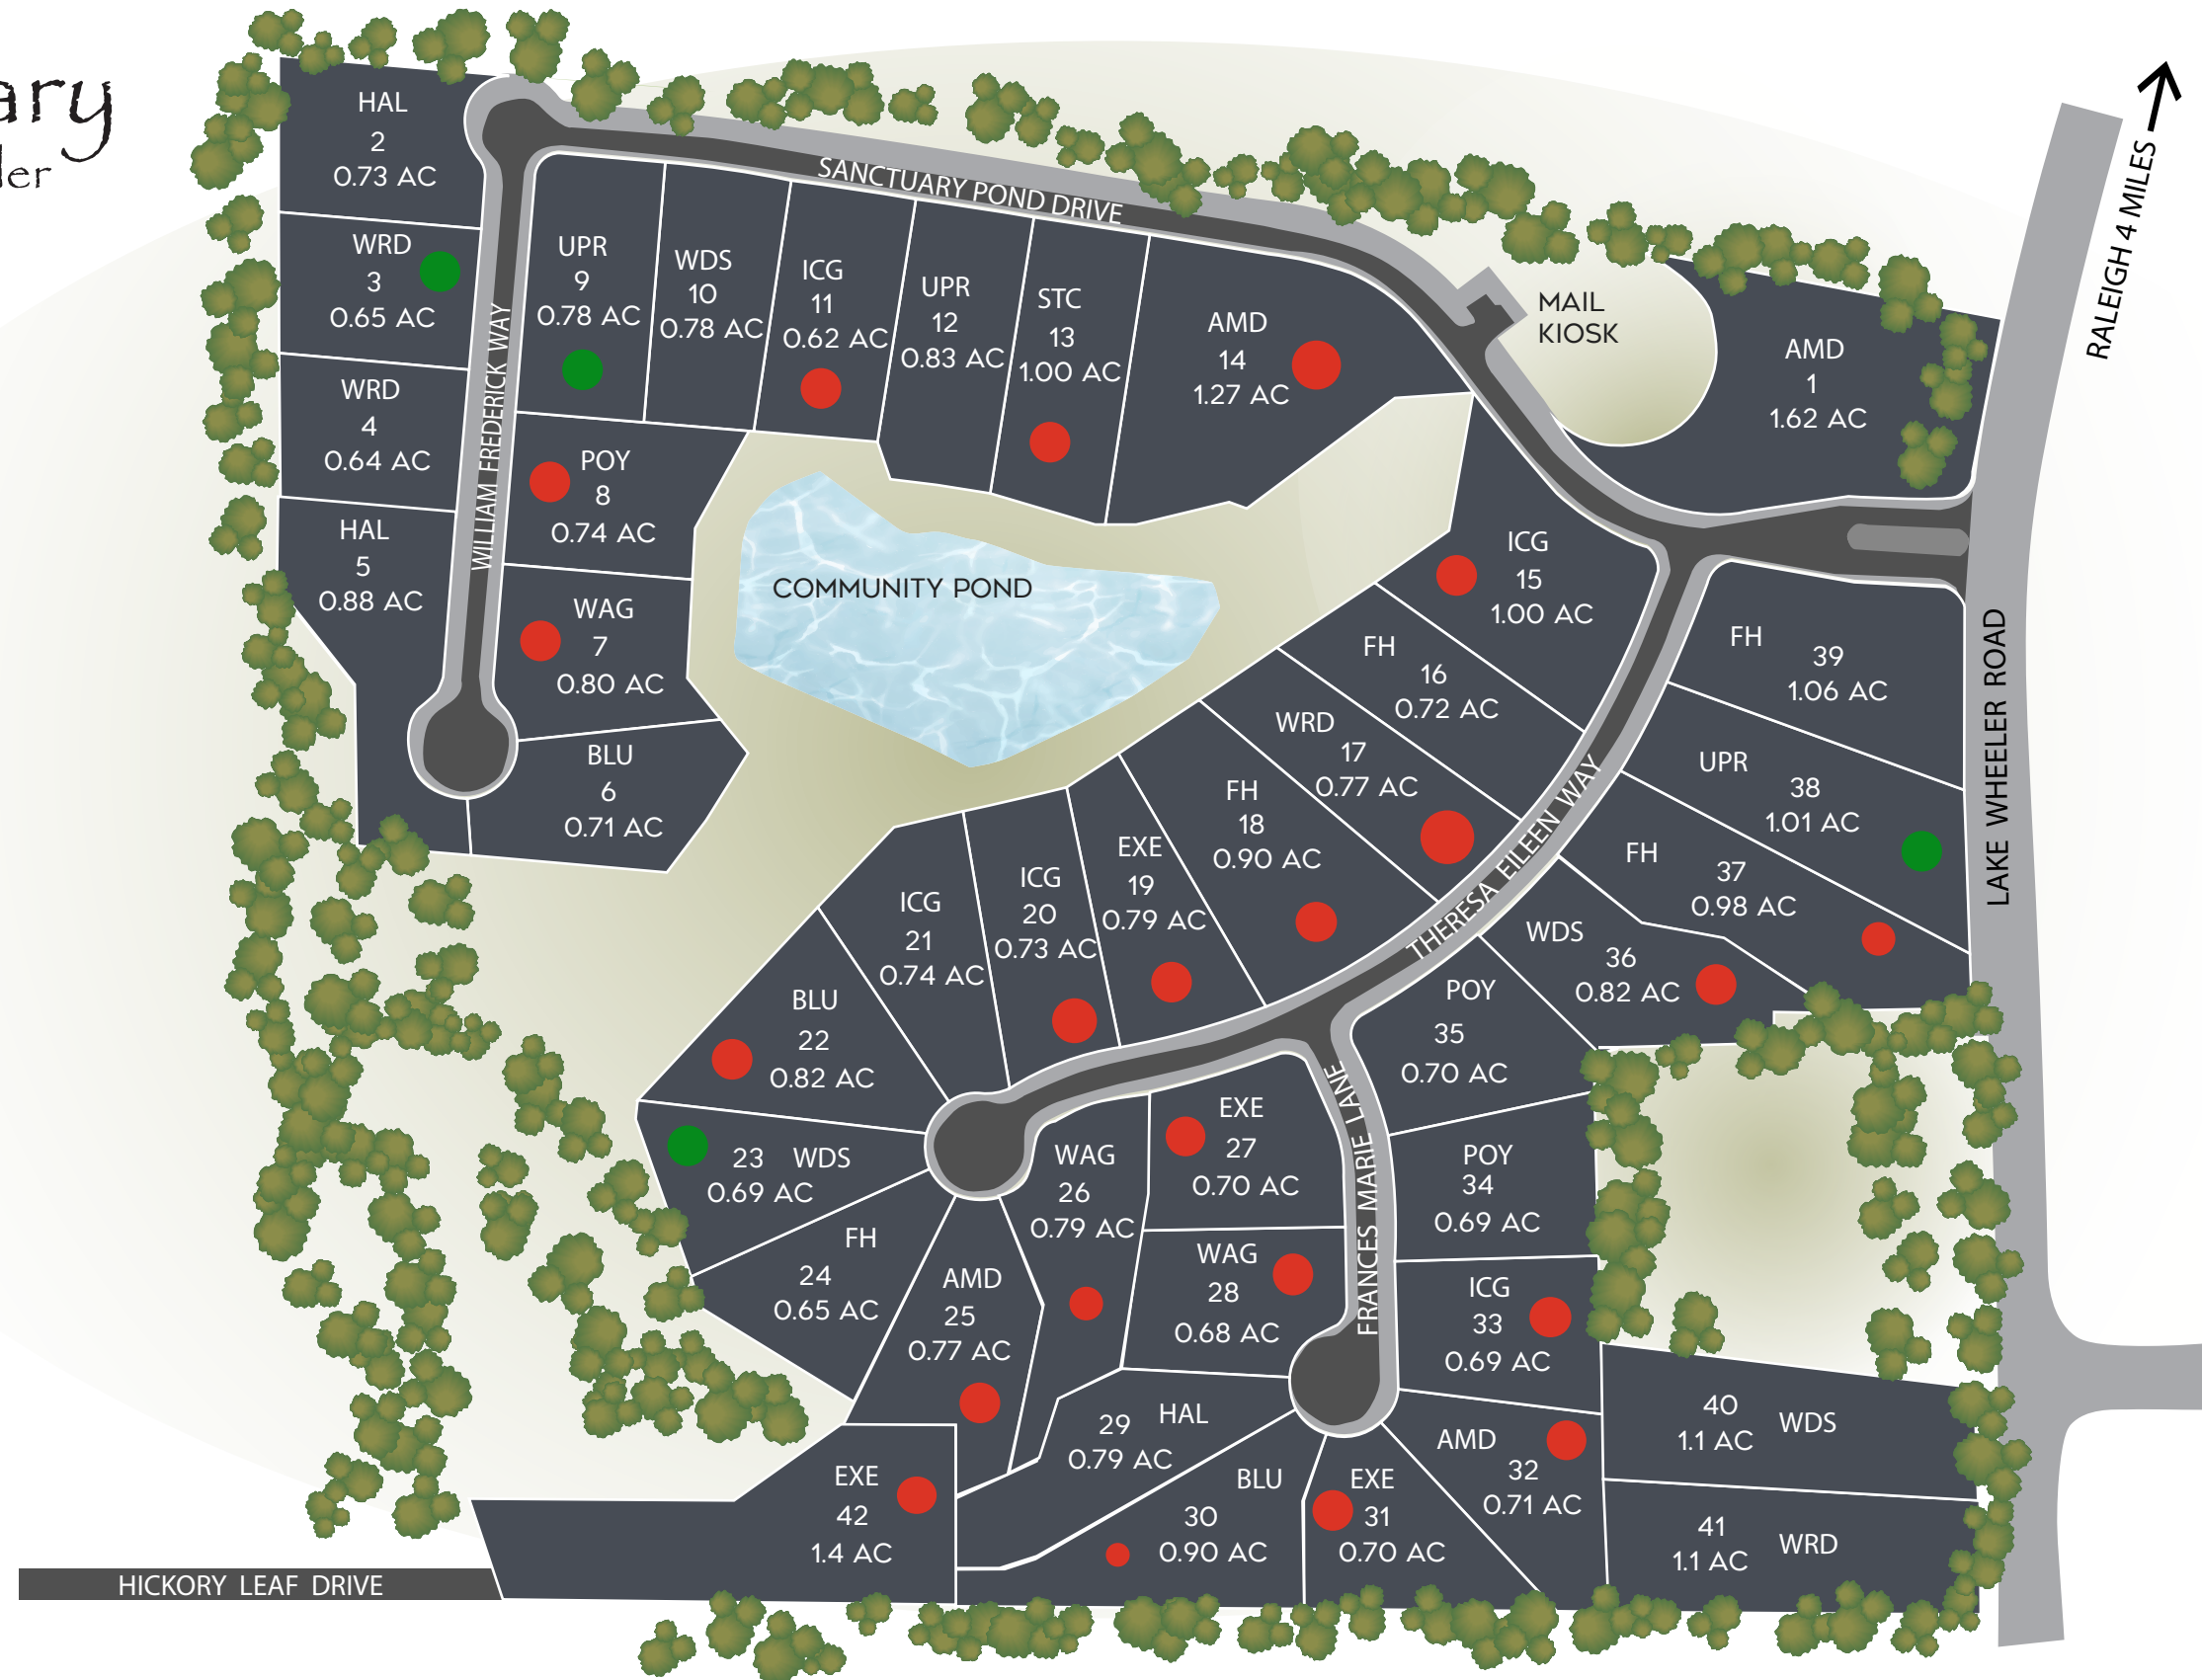 ary
ler
HAL
2
0.73 AC
WRD
3
0.65 AC
WRD
4
0.64 AC
HAL
5
0.88 AC
WILLIAM FREDERICK WAY
UPR
9
0.78 AC
WDS
10
0.78 AC
ICG
11
0.62 AC
UPR
12
0.83 AC
STC
13
1.00 AC
AMD
14
1.27 AC
SANCTUARY POND DRIVE
MAIL
KIOSK
AMD
1
1.62 AC
RALEIGH 4 MILES
POY
8
0.74 AC
WAG
7
0.80 AC
BLU
6
0.71 AC
COMMUNITY POND
ICG
15
1.00 AC
FH
16
0.72 AC
WRD
17
0.77 AC
FH
18
0.90 AC
EXE
19
0.79 AC
ICG
20
0.73 AC
ICG
21
0.74 AC
BLU
22
0.82 AC
23 WDS
0.69 AC
FH
24
0.65 AC
AMD
25
0.77 AC
WAG
26
0.79 AC
EXE
27
0.70 AC
WAG
28
0.68 AC
29 HAL
0.79 AC
BLU
30
0.90 AC
EXE
31
0.70 AC
AMD
32
0.71 AC
ICG
33
0.69 AC
POY
34
0.69 AC
POY
35
0.70 AC
WDS
36
0.82 AC
FH
37
0.98 AC
UPR
38
1.01 AC
FH
39
1.06 AC
THERESA EILEEN WAY
FRANCES MARIE LANE
LAKE WHEELER ROAD
40 WDS
1.1 AC
41 WRD
1.1 AC
EXE
42
1.4 AC
HICKORY LEAF DRIVE